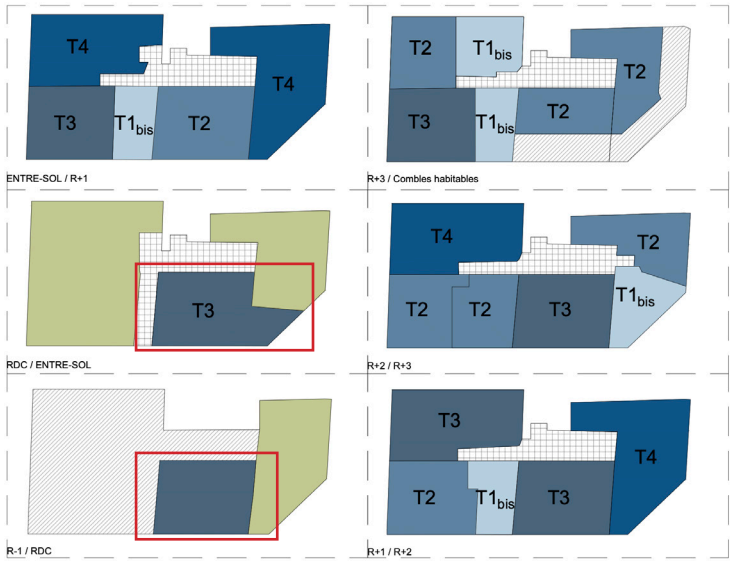 T4
T4
T3
T1bis
T2
ENTRE-SOL / R+1
T2
T1bis
T2
T3
T1bis
T2
R+3 / Combles habitables
T3
RDC / ENTRE-SOL
T4
T2
T2
T2
T3
T1bis
R+2 / R+3
R-1 / RDC
T3
T4
T2
T1bis
T3
R+1 / R+2